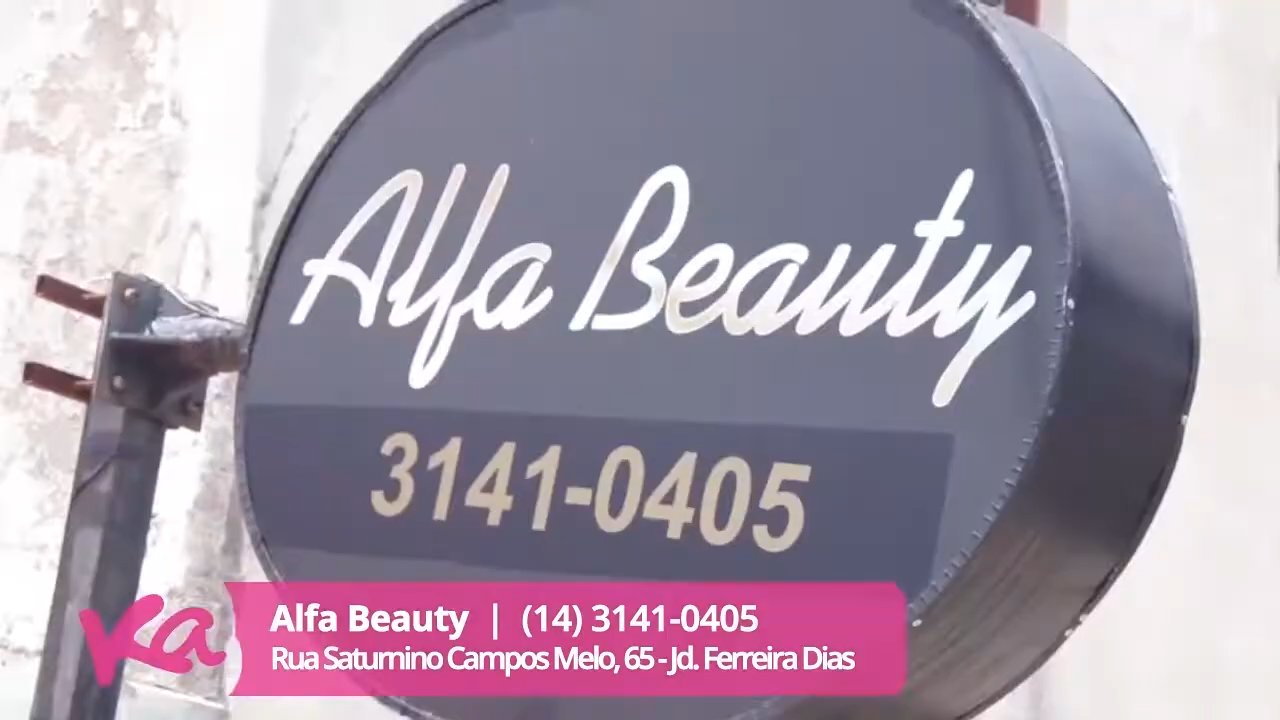 Alfa Beauty
3141-0405
Ka
Alfa Beauty | (14) 3141-0405
Rua Saturnino Campos Melo, 65 - Jd. Ferreira Dias